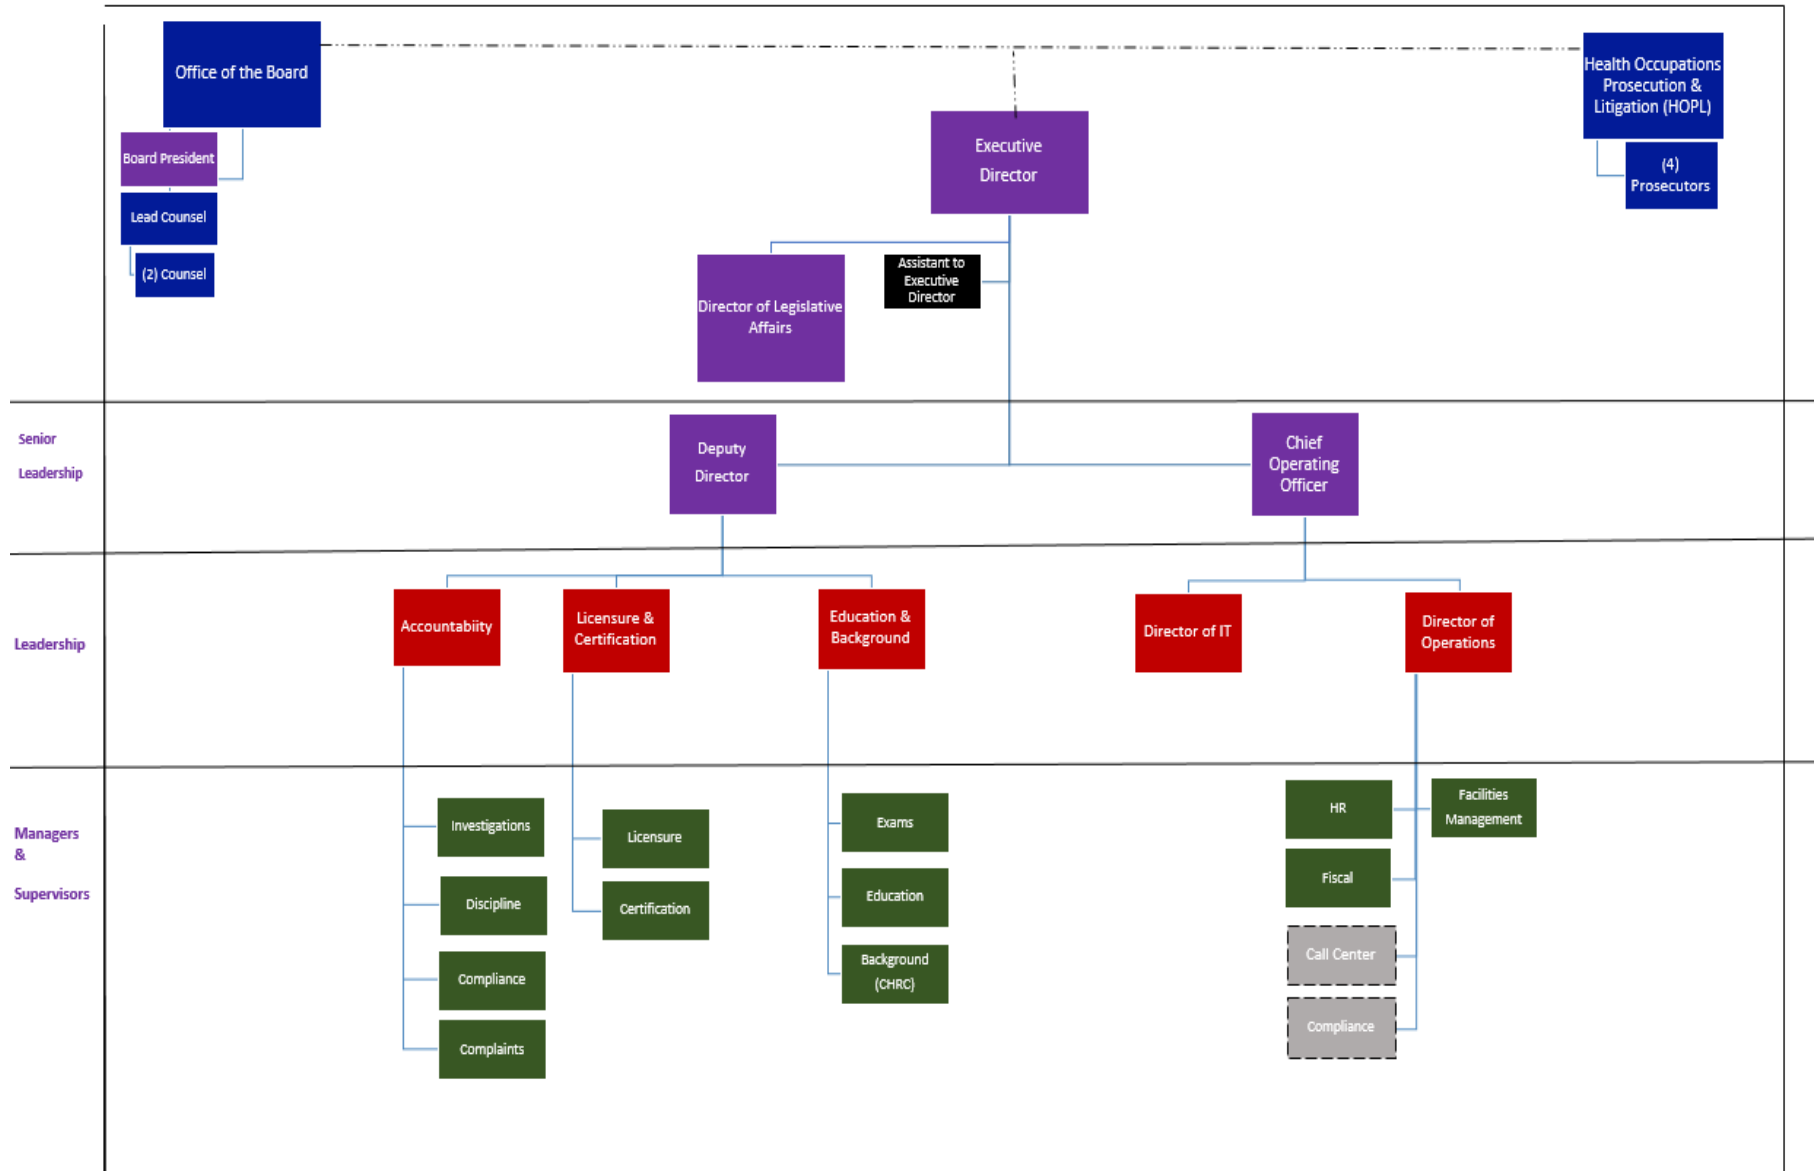 Office of the Board
Health Occupations
Prosecution &
Litigation (HOPL)
Board President
Executive
Director
(4)
Prosecutors
Lead Counsel
(2) Counsel
Assistant to
Executive
Director
Director of Legislative
Affairs
Senior
Leadership
Deputy
Director
Chief
Operating
Officer
Leadership
Accountabiity
Licensure &
Certification
Education &
Background
Director of IT
Director of
Operations
Managers
&
Supervisors
Investigations
Discipline
Compliance
Complaints
Licensure
Certification
Exams
Education
Background
(CHRC)
HR
Facilities
Management
Fiscal
Call Center
Compliance